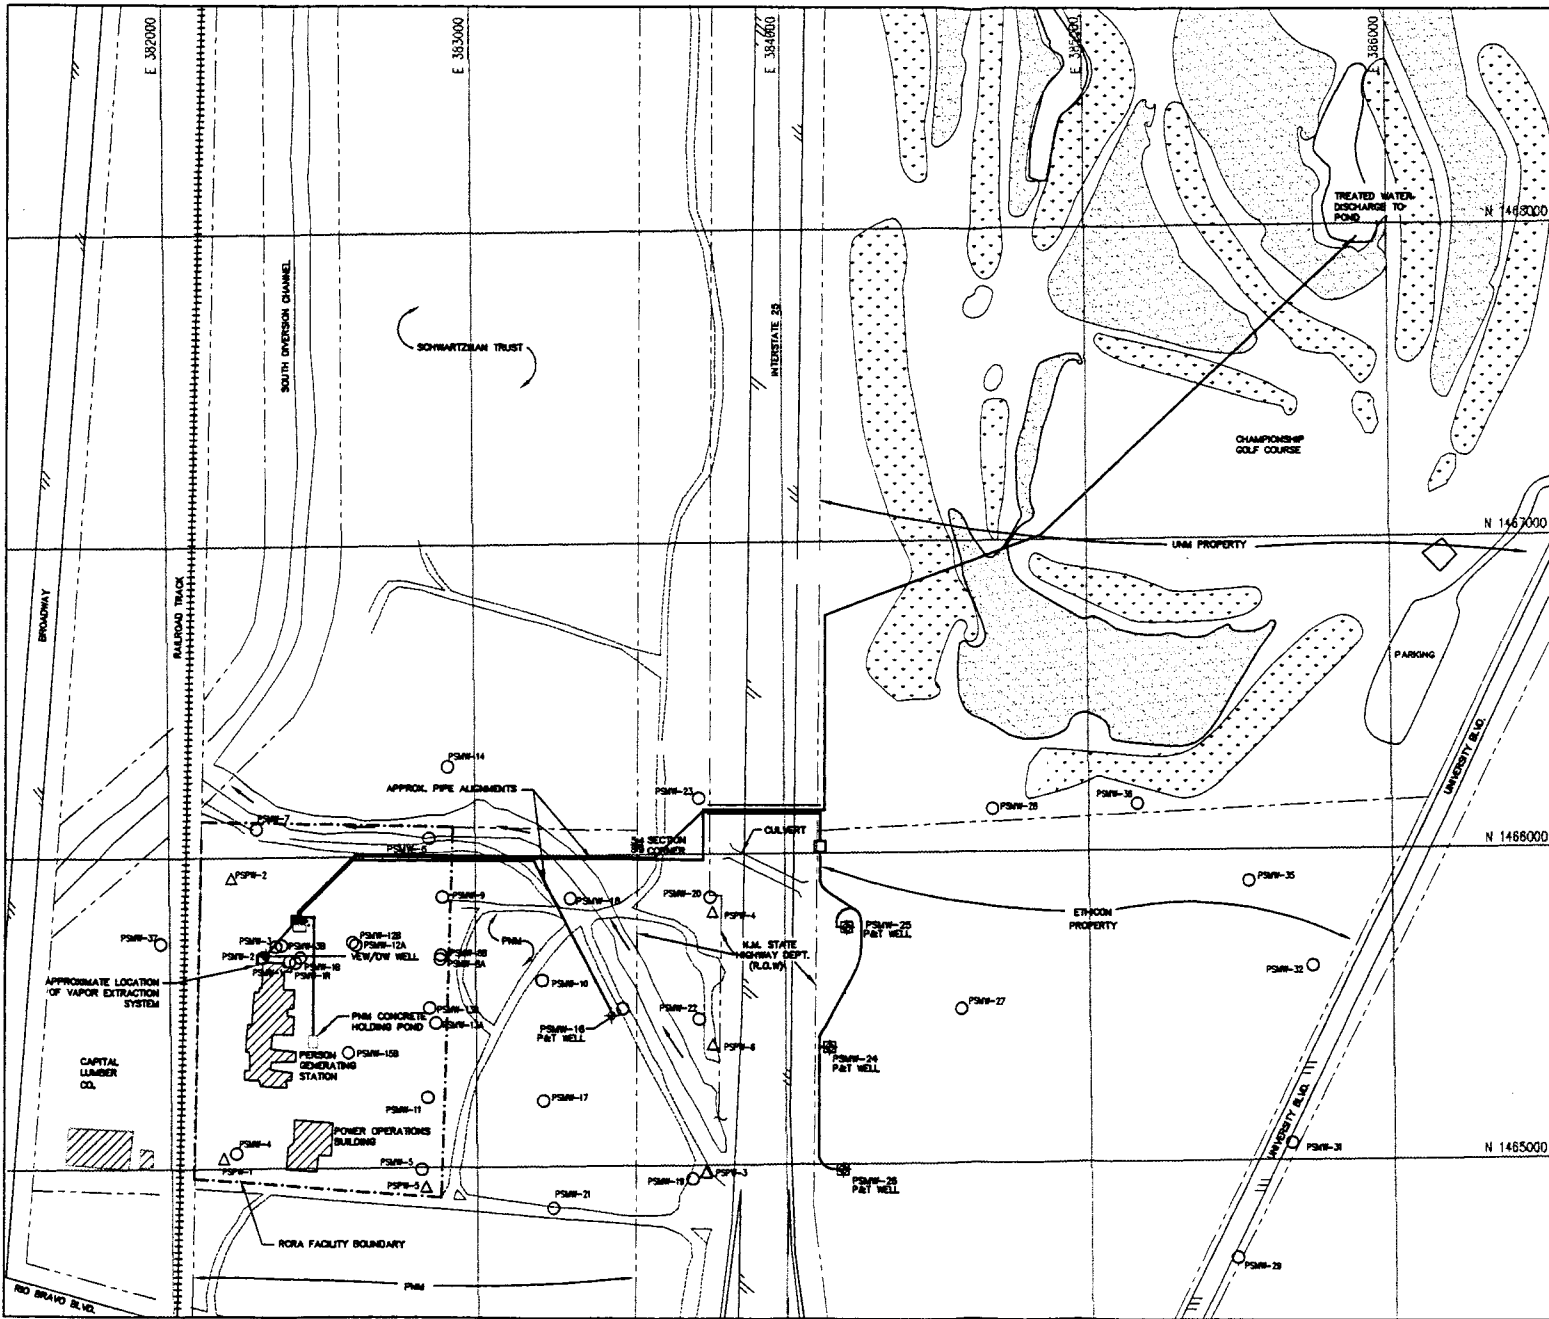 E 382000
E 383000
E 384000
E 385000
E 386000
TREATED WATER
DISCHARGE TO
POND
N 1468000
SOUTH DIVERSION CHANNEL
SCHWARTZMAN TRUST
INTERSTATE 25
CHAMPIONSHIP
GOLF COURSE
N 1467000
UNM PROPERTY
BROADWAY
RAILROAD TRACK
PARKING
UNIVERSITY BLVD.
PSMW-14
APPROX. PIPE ALIGNMENTS
PSMW-23
PSMW-28
PSMW-36
PSMW-7
CULVERT
SECTION
CORNER
N 1466000
PSPW-2
PSMW-9
PSMW-18
PSMW-20
PSPW-4
PSMW-35
ETHICON
PROPERTY
PSMW-25
P&T WELL
PSMW-37
PSMW-3
PSMW-3B
PSMW-12B
PSMW-12A
PNM
PSMW-8B
PSMW-8A
N.M. STATE
HIGHWAY DEPT.
(R.O.W)
PSMW-2
VEW/DW WELL
PSMW-1B
PSMW-1R
PSMW-32
APPROXIMATE LOCATION
OF VAPOR EXTRACTION
SYSTEM
PSMW-10
PSMW-13B
PSMW-13A
PNM CONCRETE
HOLDING POND
PSMW-16
P&T WELL
PSMW-22
PSMW-27
PSPW-6
PSMW-24
P&T WELL
PSMW-15B
PERSON
GENERATING
STATION
CAPITAL
LUMBER
CO.
PSMW-11
PSMW-17
UNIVERSITY BLVD.
POWER OPERATIONS
BUILDING
PSMW-4
PSMW-31
N 1465000
PSPW-1
PSMW-5
PSPW-5
PSMW-19
PSPW-3
PSMW-26
P&T WELL
PSMW-21
RCRA FACILITY BOUNDARY
PSMW-29
PNM
RIO BRAVO BLVD.